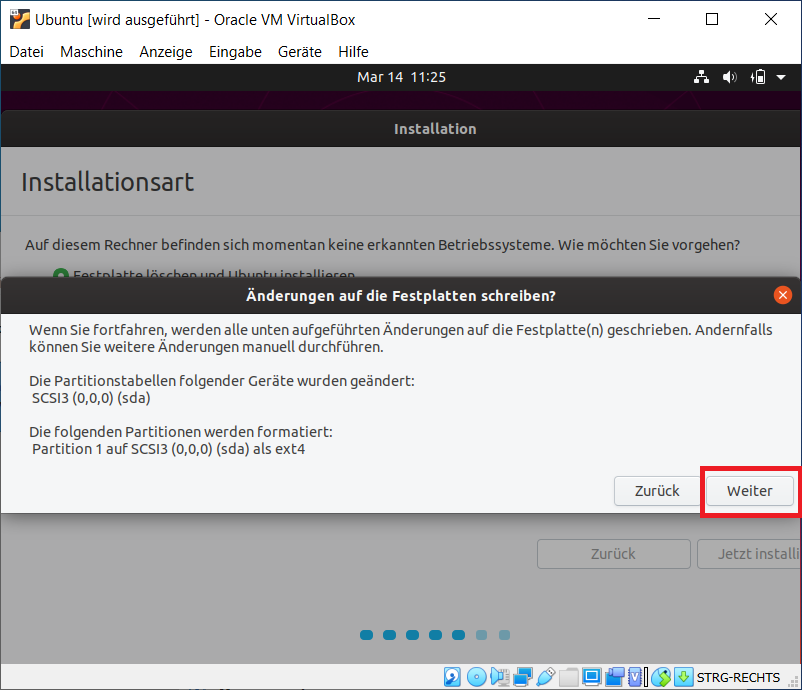 Ubuntu [wird ausgeführt] - Oracle VM VirtualBox
Datei Maschine Anzeige Eingabe Geräte Hilfe
Mar 14 11:25
Installation
Installationsart
Auf diesem Rechner befinden sich momentan keine erkannten Betriebssysteme. Wie möchten Sie vorgehen?
Festplatte löschen und Ubuntu installieren
Änderungen auf die Festplatten schreiben?
Wenn Sie fortfahren, werden alle unten aufgeführten Änderungen auf die Festplatte(n) geschrieben. Andernfalls
können Sie weitere Änderungen manuell durchführen.
Die Partitionstabellen folgender Geräte wurden geändert:
SCSI3 (0,0,0) (sda)
Die folgenden Partitionen werden formatiert:
Partition 1 auf SCSI3 (0,0,0) (sda) als ext4
Zurück Weiter
Zurück Jetzt installi
STRG-RECHTS